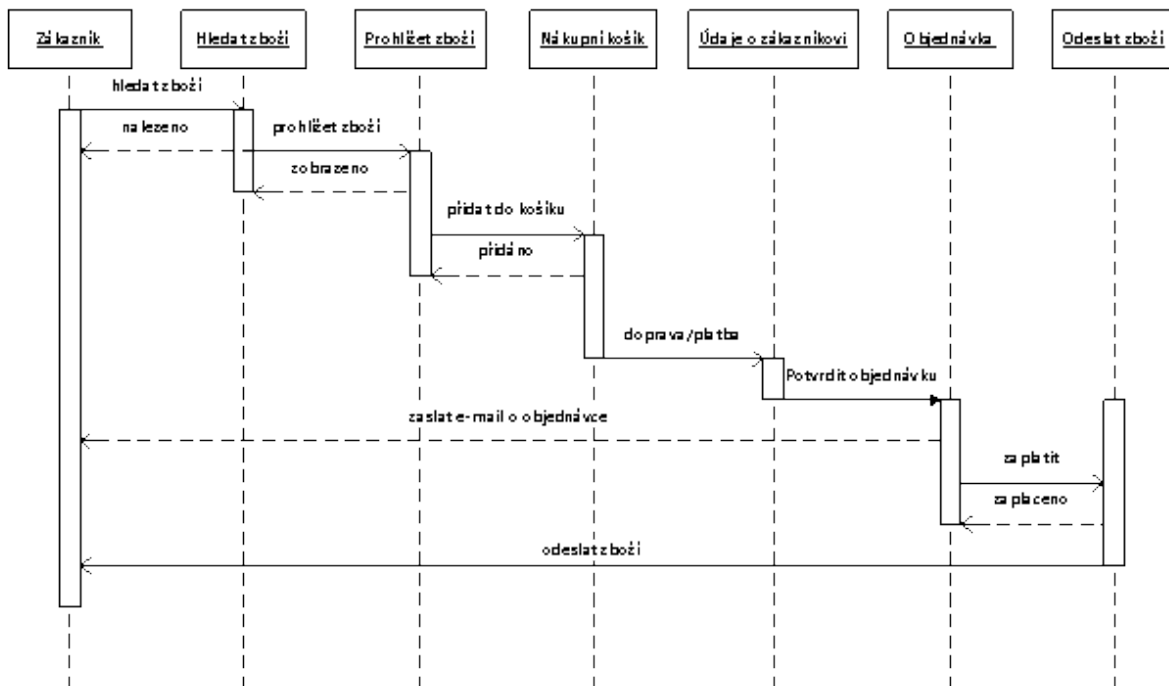 Zákazník
Hledat zboží
Prohlížet zboží
Nákupní košík
Údaje o zákazníkovi
Objednávka
Odeslat zboží
hledat zboží
nalezeno
prohlížet zboží
zobrazeno
přidat do košíku
přidáno
doprava/platba
Potvrdit objednávku
zaslat e-mail o objednávce
zaplatit
zaplaceno
odeslat zboží